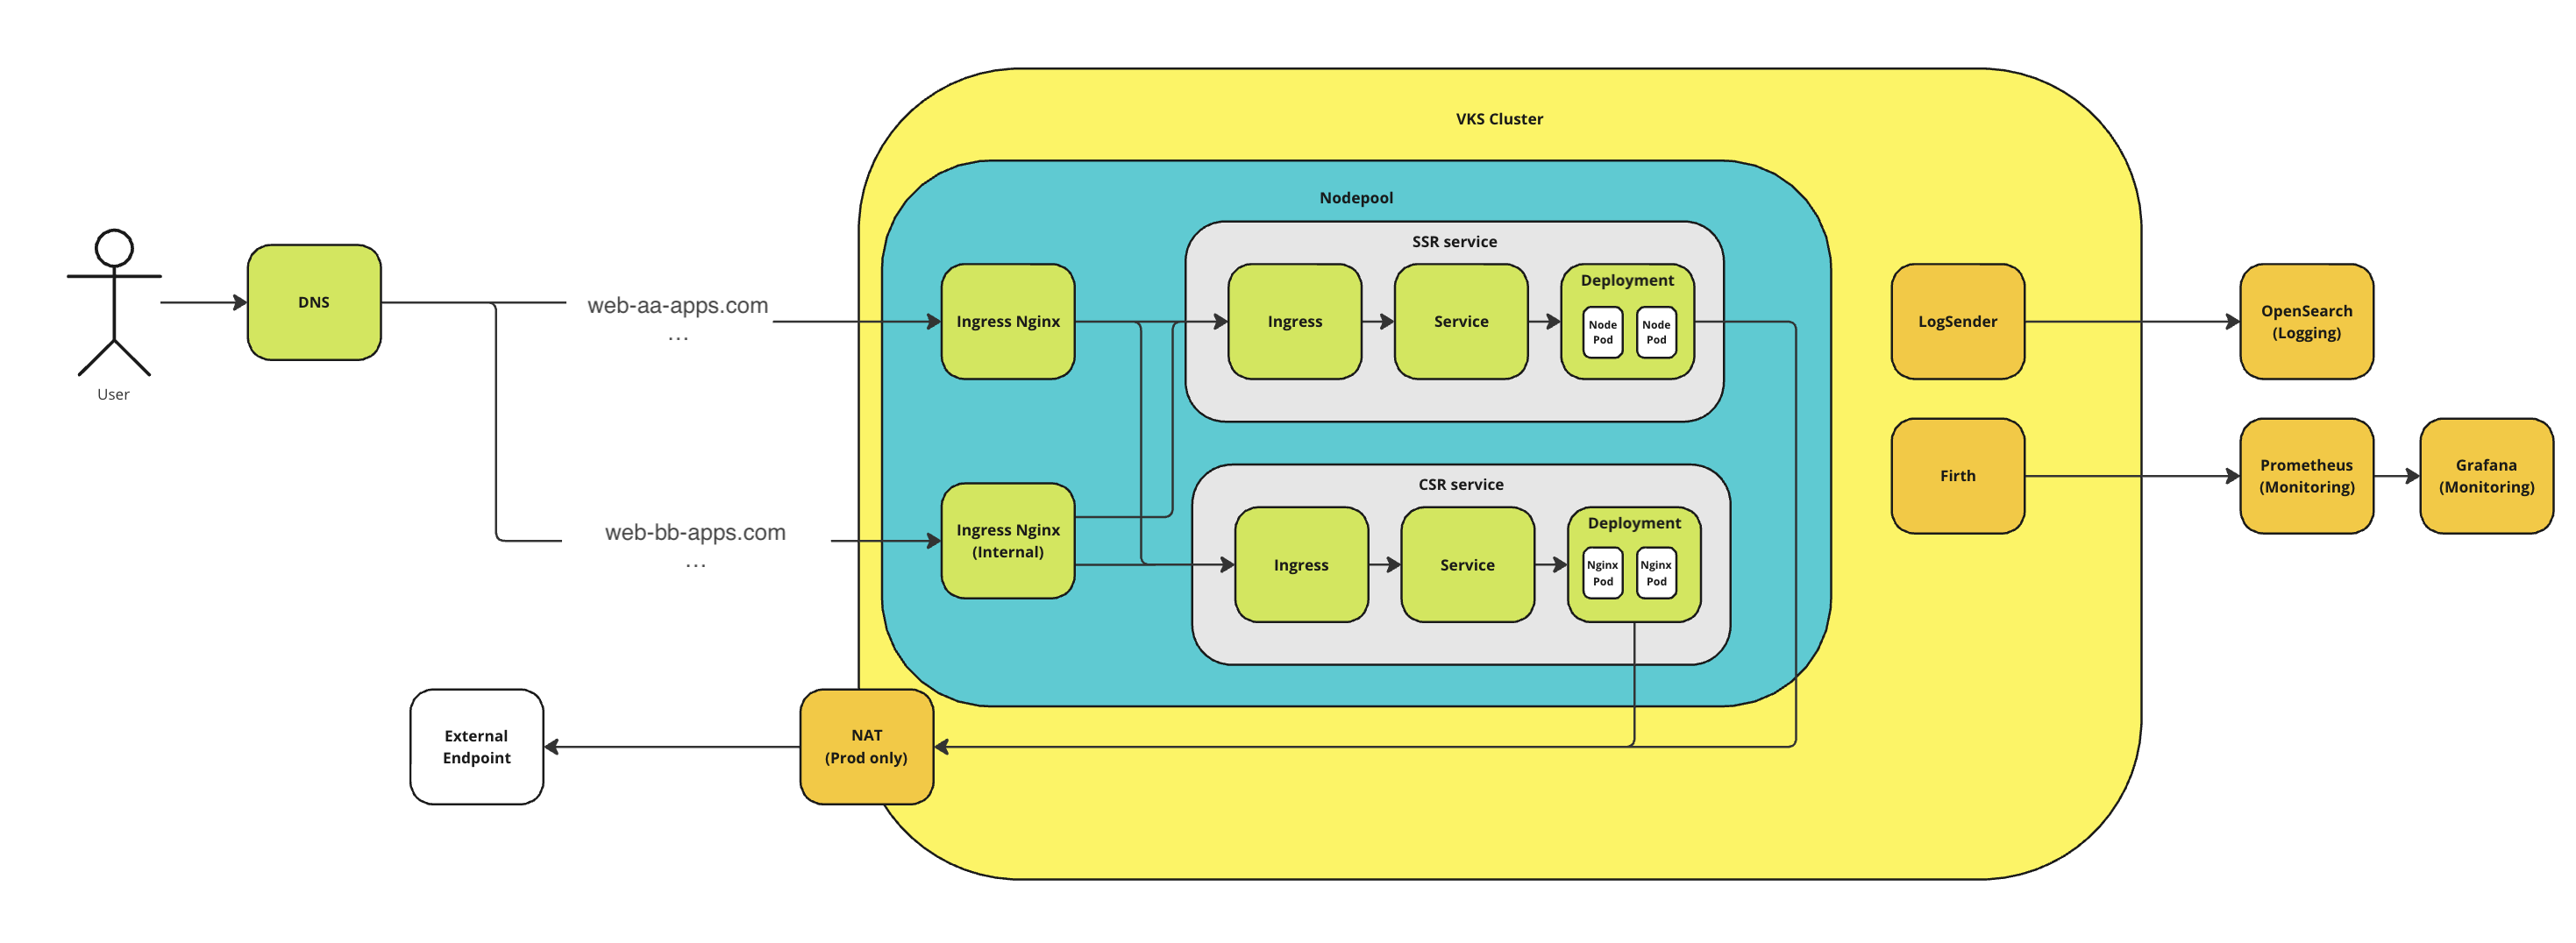 VKS Cluster
Nodepool
User
DNS
web-aa-apps.com
...
web-bb-apps.com
...
Ingress Nginx
Ingress Nginx
(Internal)
SSR service
Ingress
Service
Deployment
Node
Pod
Node
Pod
CSR service
Ingress
Service
Deployment
Nginx
Pod
Nginx
Pod
LogSender
OpenSearch
(Logging)
Firth
Prometheus
(Monitoring)
Grafana
(Monitoring)
External
Endpoint
NAT
(Prod only)